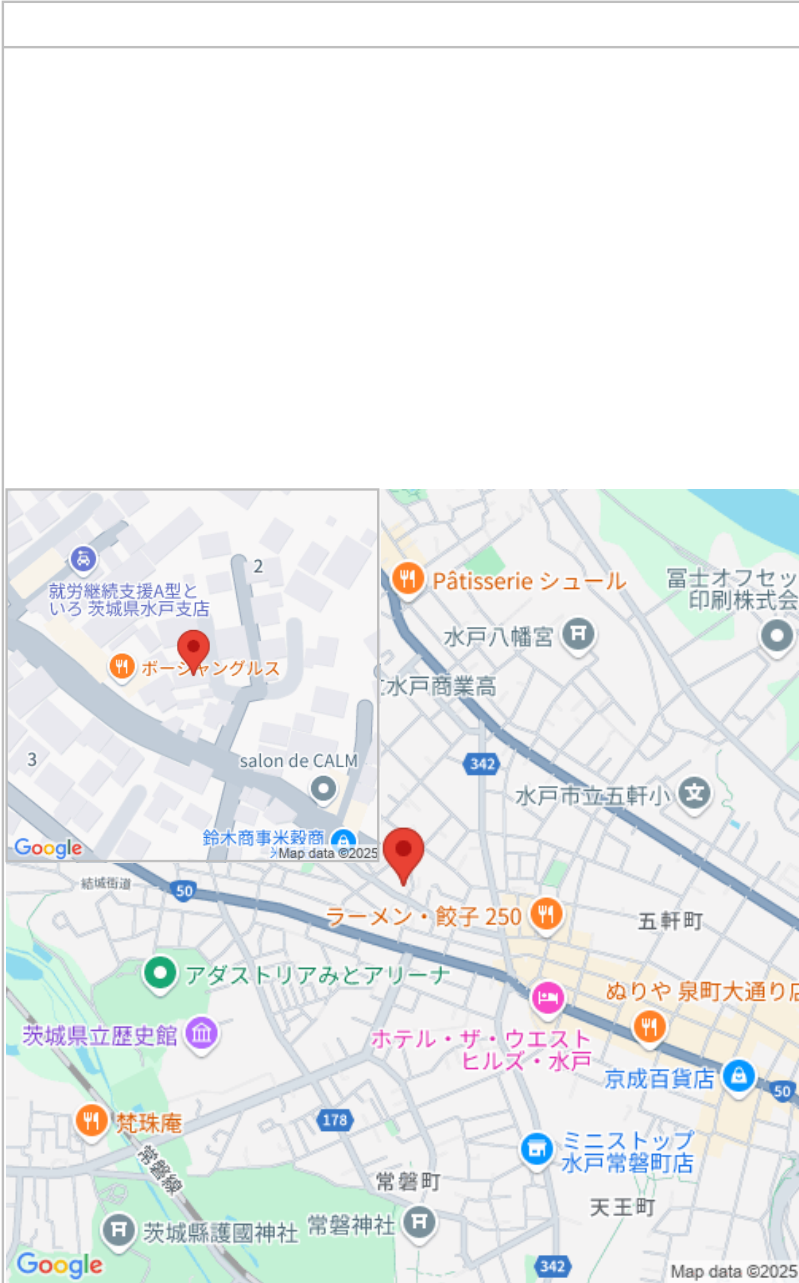 2
就労継続支援A型と
いろ 茨城県水戸支店
ボージャングルス
3
salon de CALM
鈴木商事米穀商
Google
Map data ©2025
Pâtisserie シュール
冨士オフセッ
印刷株式会
水戸八幡宮
水戸商業高
342
水戸市立五軒小
結城街道
50
ラーメン・餃子 250
五軒町
アダストリアみとアリーナ
ぬりや 泉町大通り店
茨城県立歴史館
ホテル・ザ・ウエスト
ヒルズ・水戸
京成百貨店
50
梵珠庵
178
ミニストップ
水戸常磐町店
常磐線
常磐町
天王町
茨城縣護國神社
常磐神社
342
Google
Map data ©2025